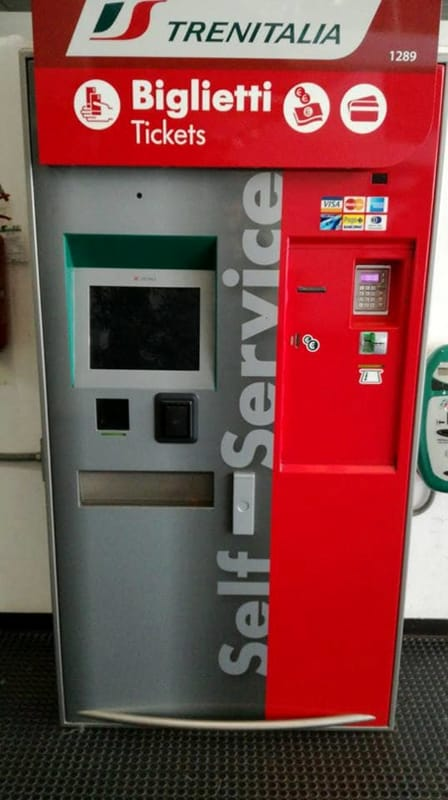 TRENITALIA
1289
Biglietti
Tickets
VISA
Self - Service